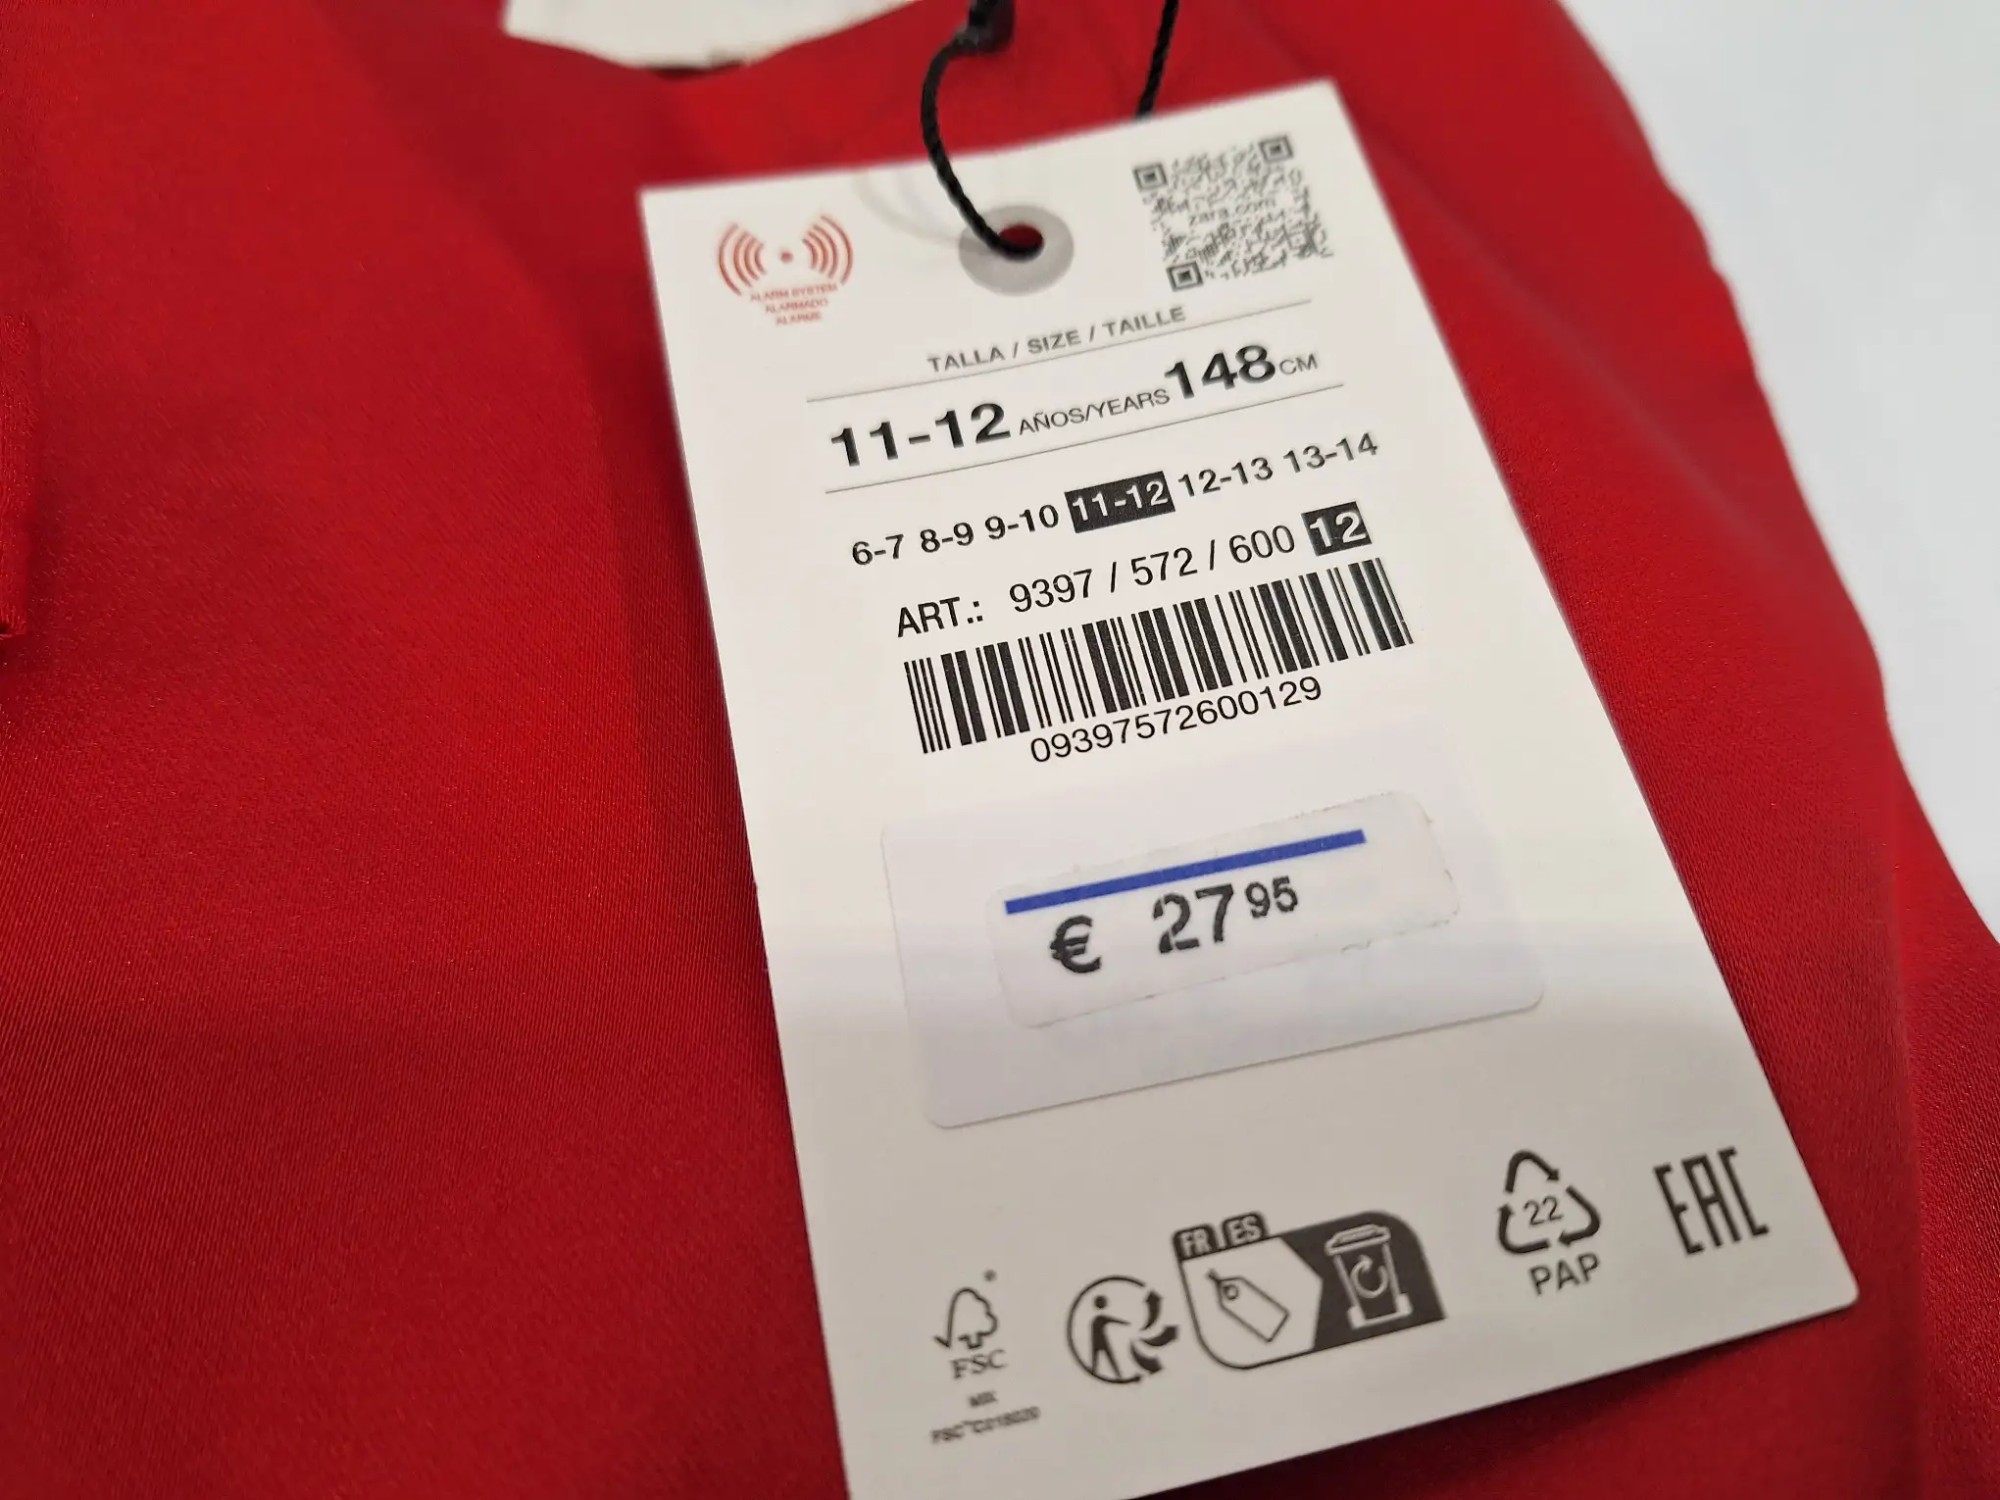 zara.com
ALARM SYSTEM
ALARMADO
ALARME
TALLA / SIZE / TAILLE
11-12 AÑOS/YEARS 148 CM
6-7 8-9 9-10 11-12 12-13 13-14
ART.: 9397 / 572 / 600 12
09397572600129
€ 27 95
FR ES
22
PAP
EAC
FSC
MIX
FSC™C018020